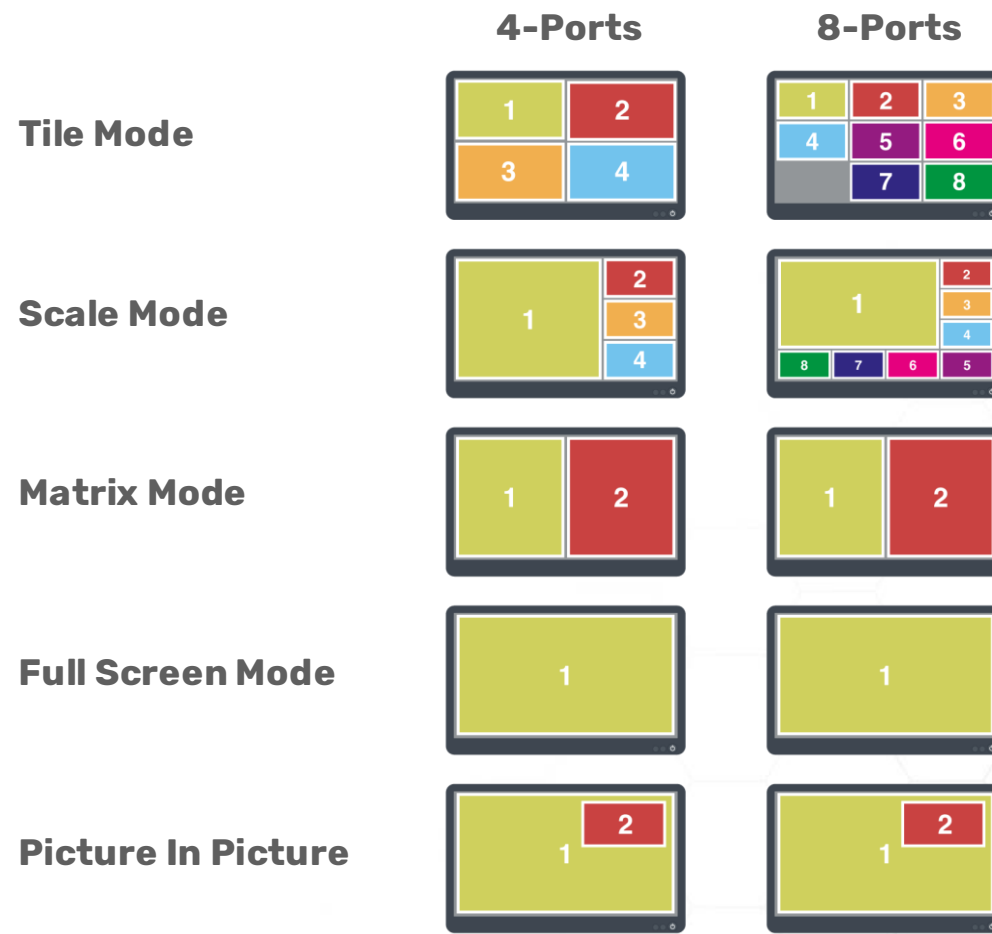 4-Ports 8-Ports
Tile Mode
1 2
3 4
1 2 3
4 5 6
7 8
Scale Mode
1
2
3
4
1
2
3
4
8 7 6 5
Matrix Mode
1 2
1 2
Full Screen Mode
1
1
Picture In Picture
2
1
2
1